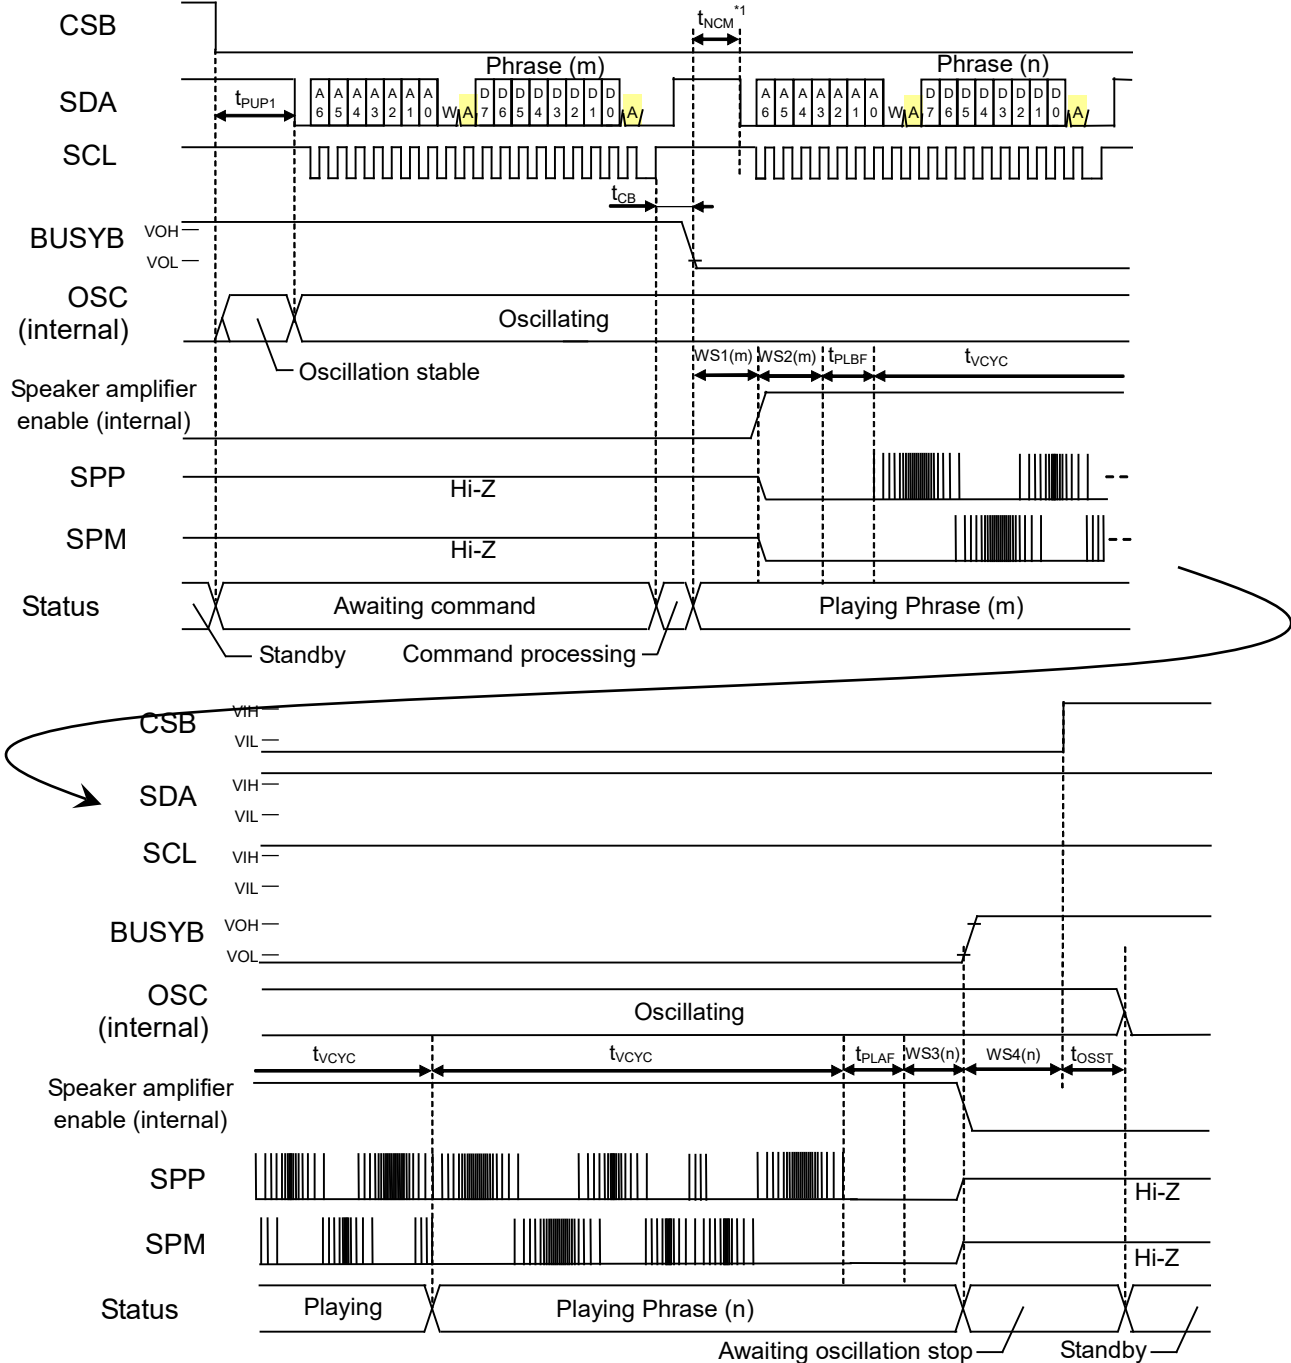 CSB
tNCM*1
Phrase (m)
Phrase (n)
SDA
tPUP1
A6 A5 A4 A3 A2 A1 A0 W A D7 D6 D5 D4 D3 D2 D1 D0 A
A6 A5 A4 A3 A2 A1 A0 W A D7 D6 D5 D4 D3 D2 D1 D0 A
SCL
tCB
BUSYB
VOH
VOL
OSC
(internal)
Oscillating
Oscillation stable
WS1(m) WS2(m) tPLBF tVCYC
Speaker amplifier
enable (internal)
SPP
Hi-Z
SPM
Hi-Z
Status
Awaiting command
Playing Phrase (m)
Standby
Command processing
CSB
VIH
VIL
SDA
VIH
VIL
SCL
VIH
VIL
BUSYB
VOH
VOL
OSC
(internal)
Oscillating
tVCYC tVCYC tPLAF WS3(n) WS4(n) tOSST
Speaker amplifier
enable (internal)
SPP
Hi-Z
SPM
Hi-Z
Status
Playing
Playing Phrase (n)
Awaiting oscillation stop
Standby